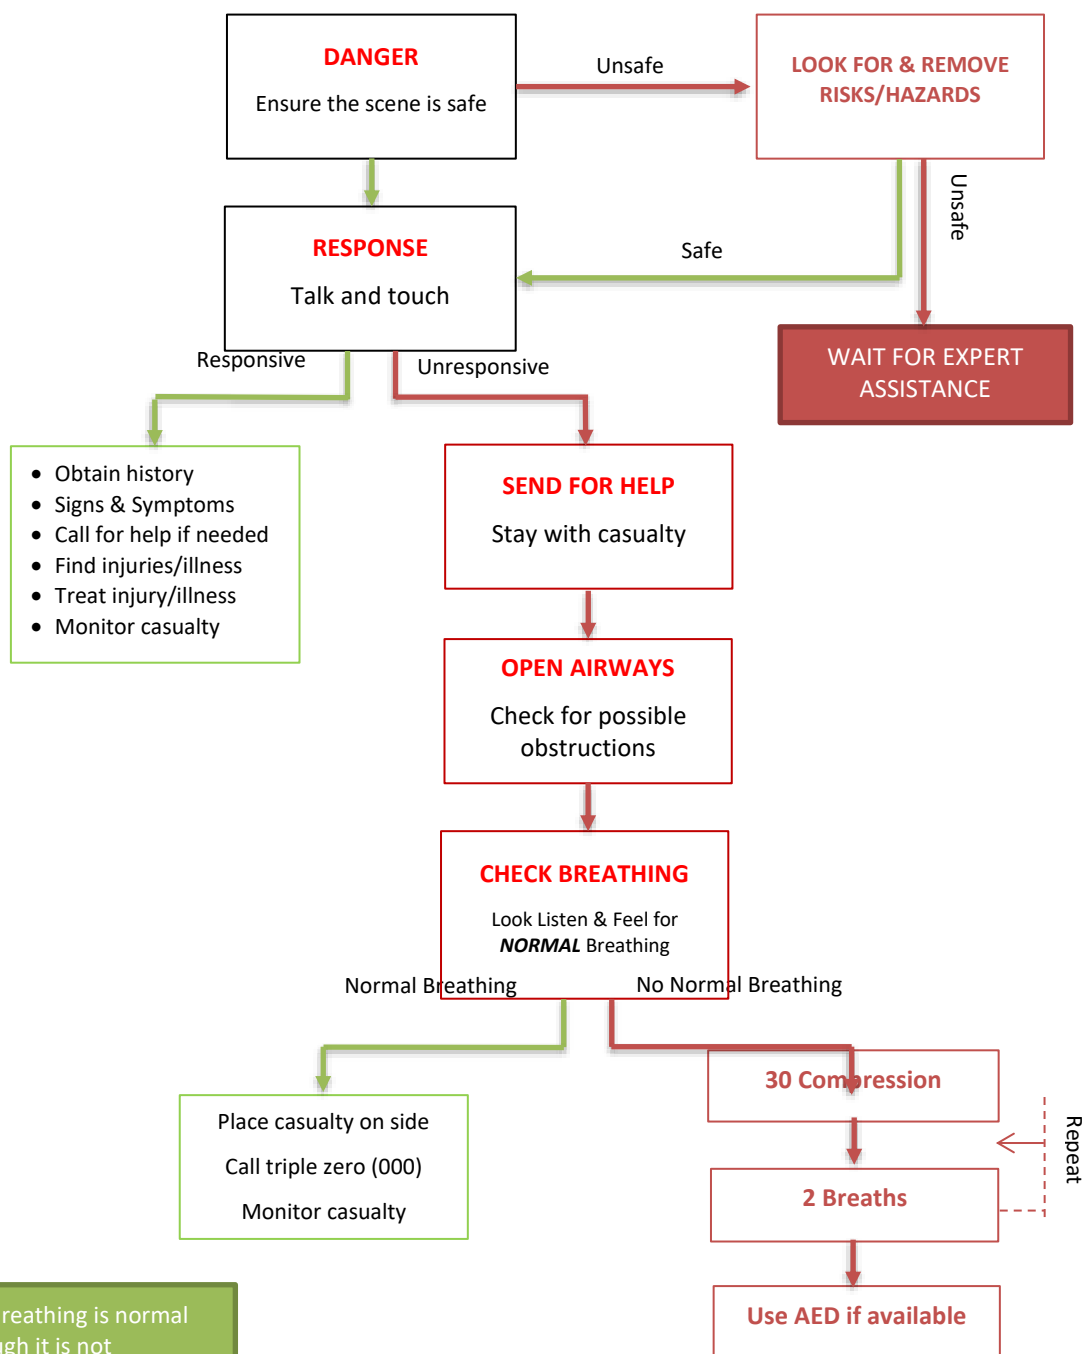 DANGER
Ensure the scene is safe
Unsafe
LOOK FOR & REMOVE
RISKS/HAZARDS
Unsafe
RESPONSE
Talk and touch
Safe
WAIT FOR EXPERT
ASSISTANCE
Responsive
Unresponsive
• Obtain history
• Signs & Symptoms
• Call for help if needed
• Find injuries/illness
• Treat injury/illness
• Monitor casualty
SEND FOR HELP
Stay with casualty
OPEN AIRWAYS
Check for possible
obstructions
CHECK BREATHING
Look Listen & Feel for
NORMAL Breathing
Normal Breathing
No Normal Breathing
Place casualty on side
Call triple zero (000)
Monitor casualty
30 Compression
Repeat
2 Breaths
Use AED if available
reathing is normal
ugh it is not